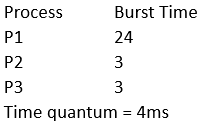 Process Burst Time
P1 24
P2 3
P3 3
Time quantum = 4ms